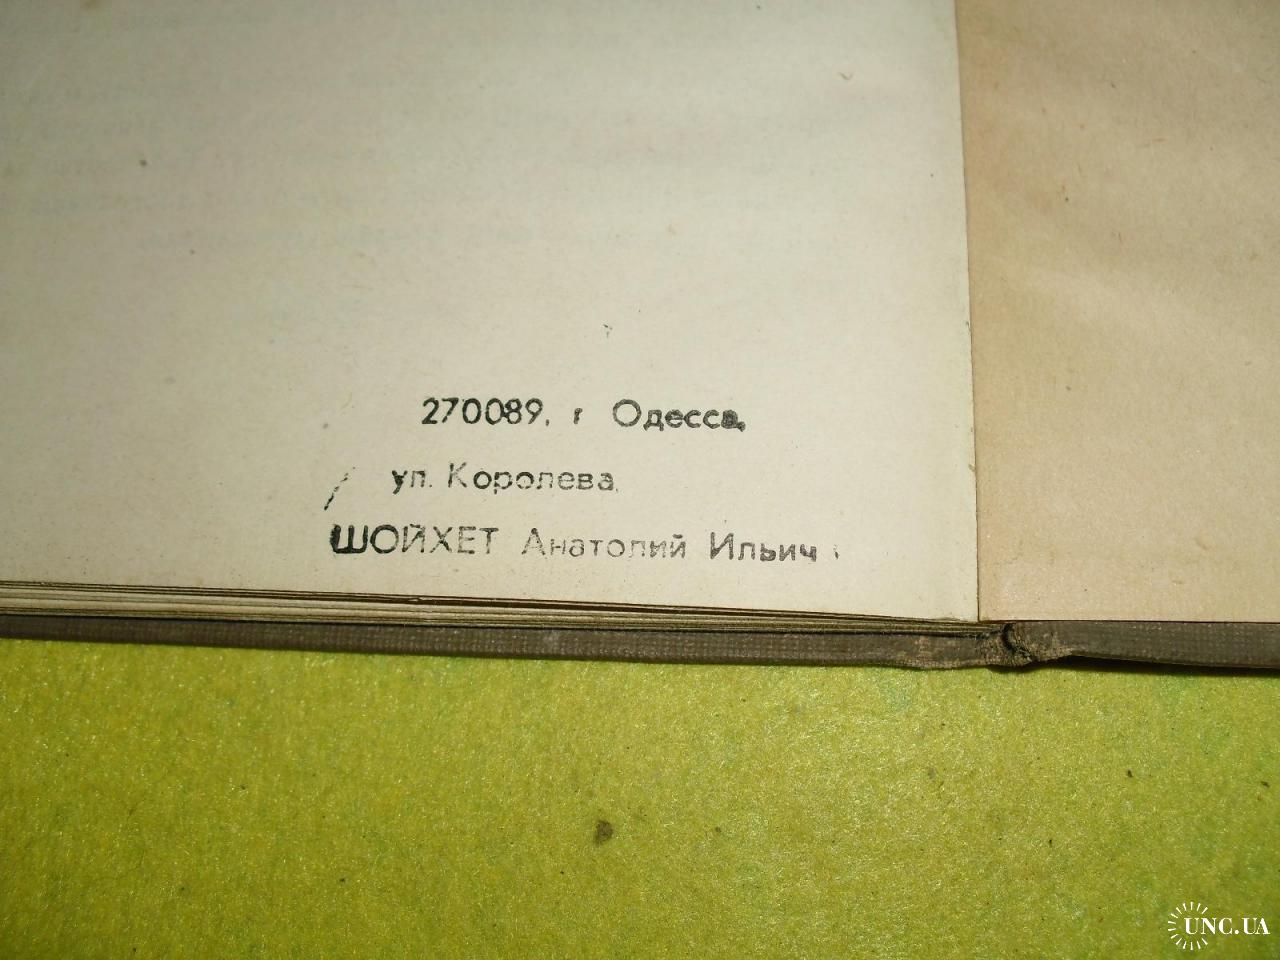 270089, г Одесса,
ул. Королева,
ШОЙХЕТ Анатолий Ильич
UNC.UA